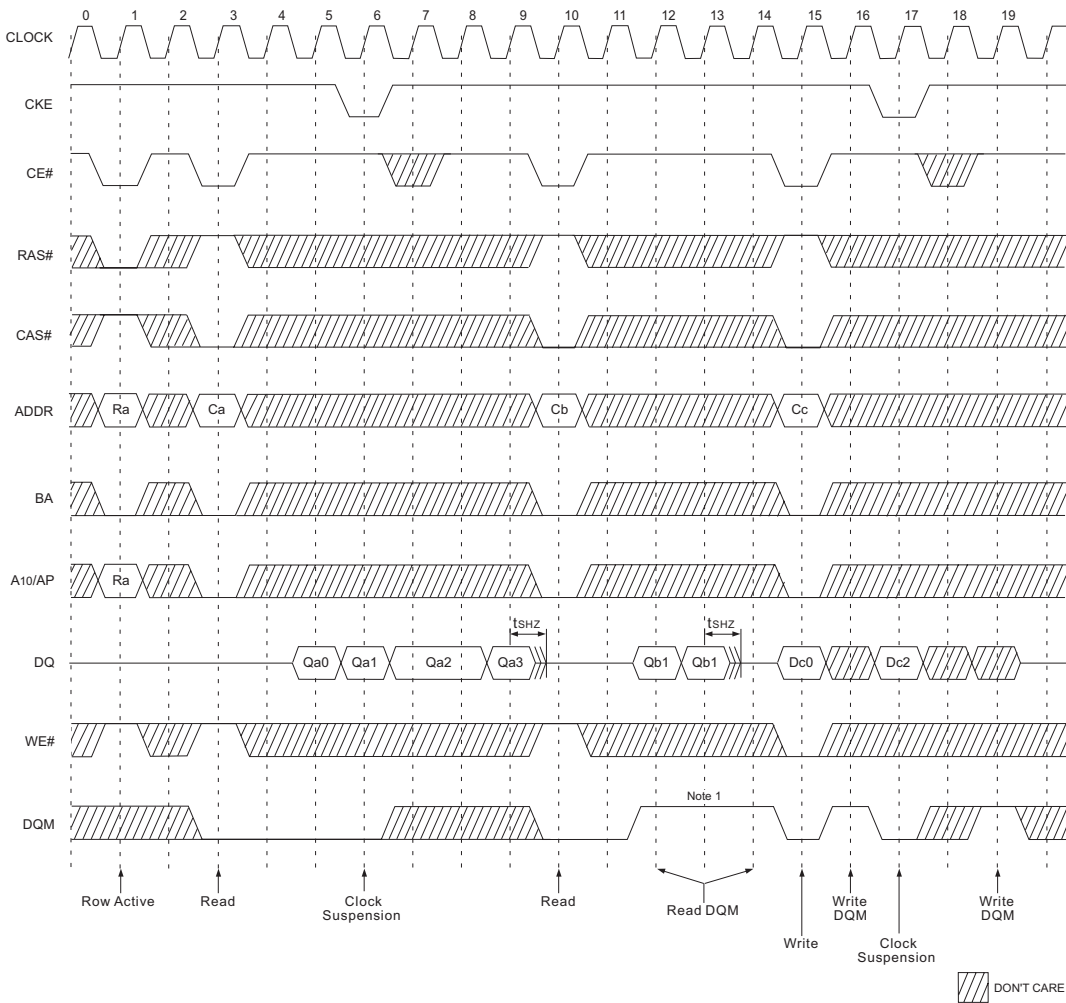 0 1 2 3 4 5 6 7 8 9 10 11 12 13 14 15 16 17 18 19
CLOCK
CKE
CE#
RAS#
CAS#
ADDR Ra Ca Cb Cc
BA
A10/AP Ra
tSHZ tSHZ
DQ Qa0 Qa1 Qa2 Qa3 Qb1 Qb1 Dc0 Dc2
WE#
Note 1
DQM
Row Active Read Clock Suspension Read Read DQM Write Write DQM Clock Suspension Write DQM
DON'T CARE